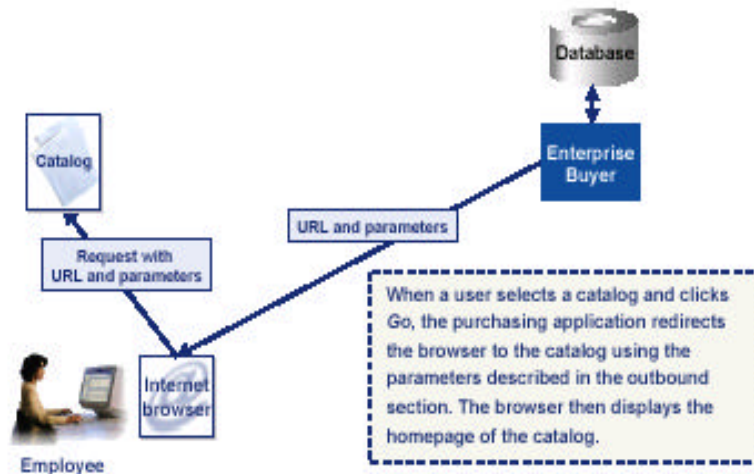 Database
Enterprise
Buyer
Catalog
URL and parameters
Request with
URL and parameters
When a user selects a catalog and clicks
Go, the purchasing application redirects
the browser to the catalog using the
parameters described in the outbound
section. The browser then displays the
homepage of the catalog.
Internet
browser
Employee